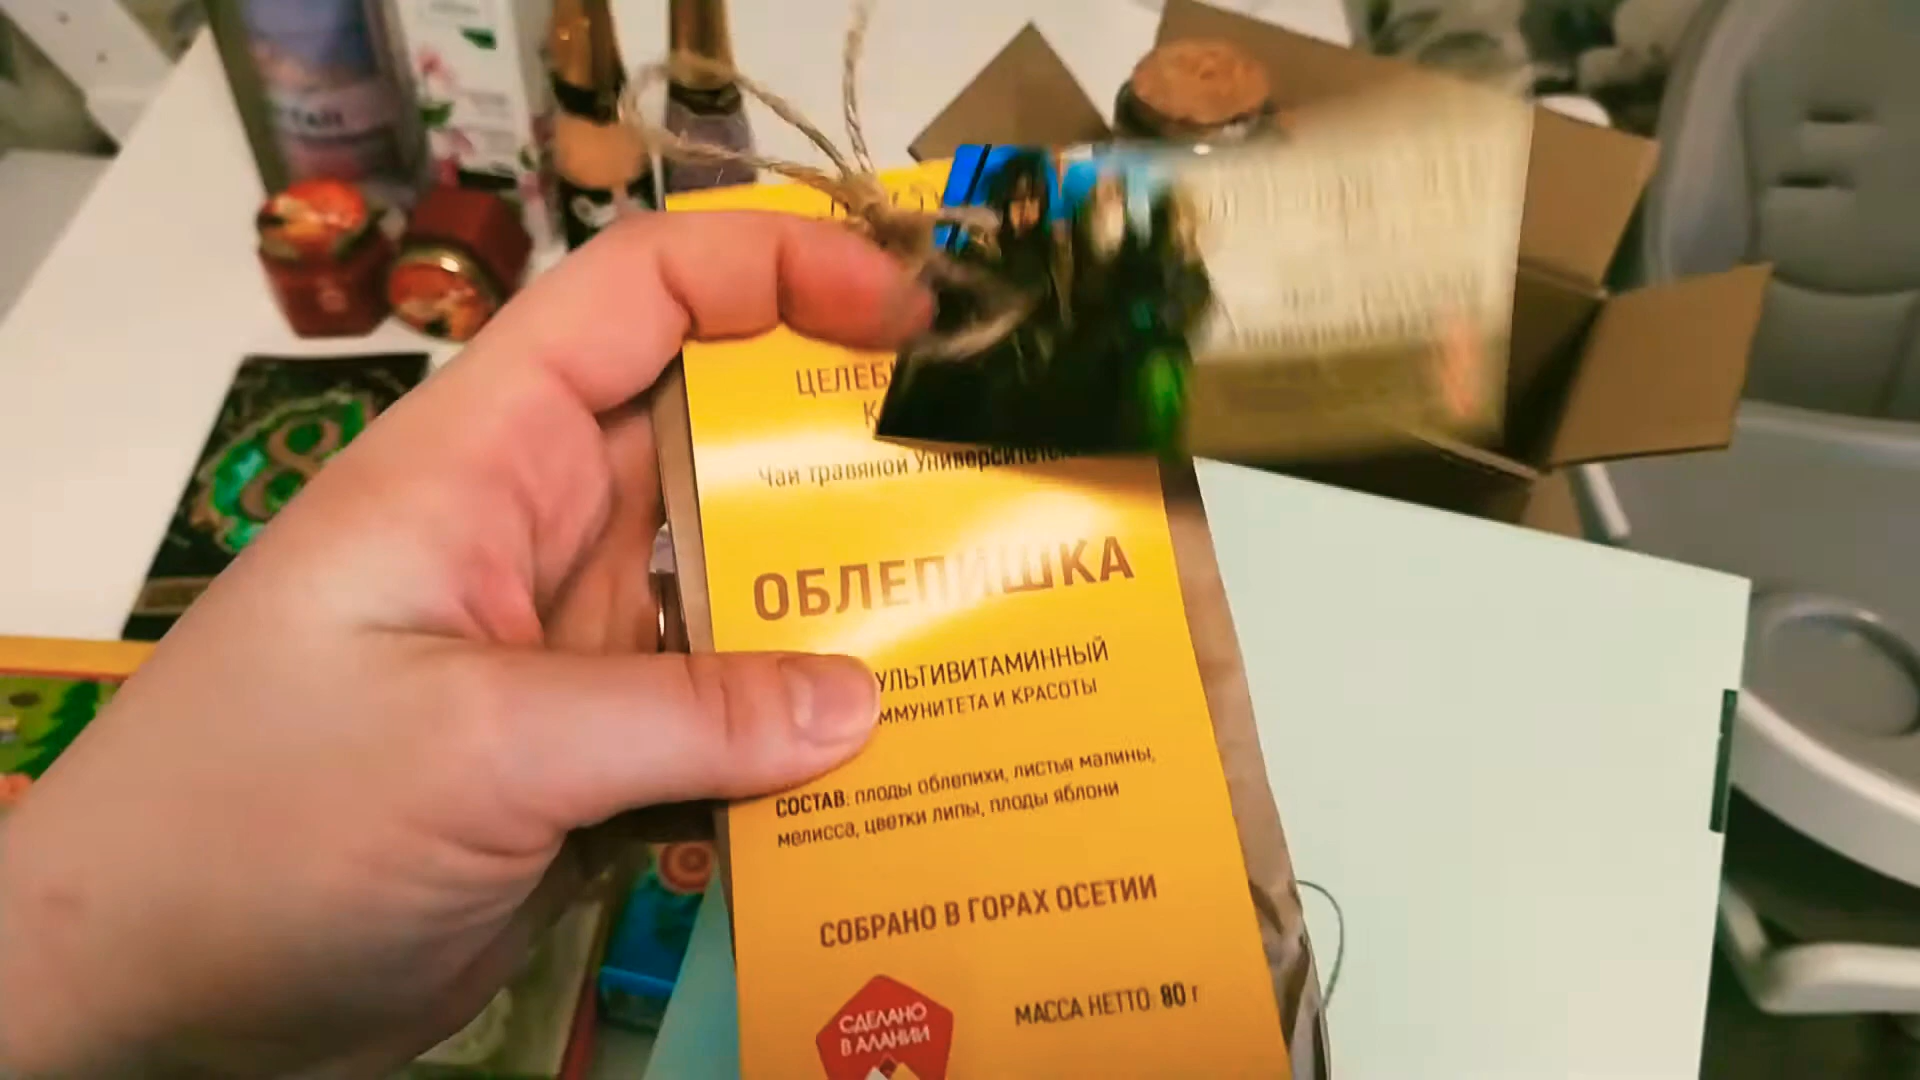 ЦЕЛЕБ
К
Чай травяной Университетск
ОБЛЕПИШКА
УЛЬТИВИТАМИННЫЙ
ММУНИТЕТА И КРАСОТЫ
СОСТАВ: плоды облепихи, листья малины,
мелисса, цветки липы, плоды яблони
СОБРАНО В ГОРАХ ОСЕТИИ
МАССА НЕТТО: 80 г
СДЕЛАНО
В АЛАНИИ
8